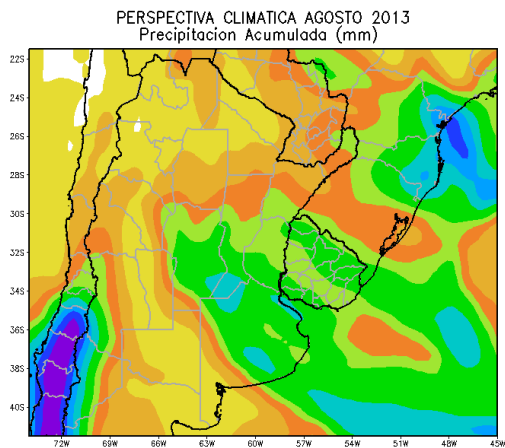 PERSPECTIVA CLIMATICA AGOSTO 2013
Precipitacion Acumulada (mm)
22S
24S
26S
28S
30S
32S
34S
36S
38S
40S
72W 69W 66W 63W 60W 57W 54W 51W 48W 45W